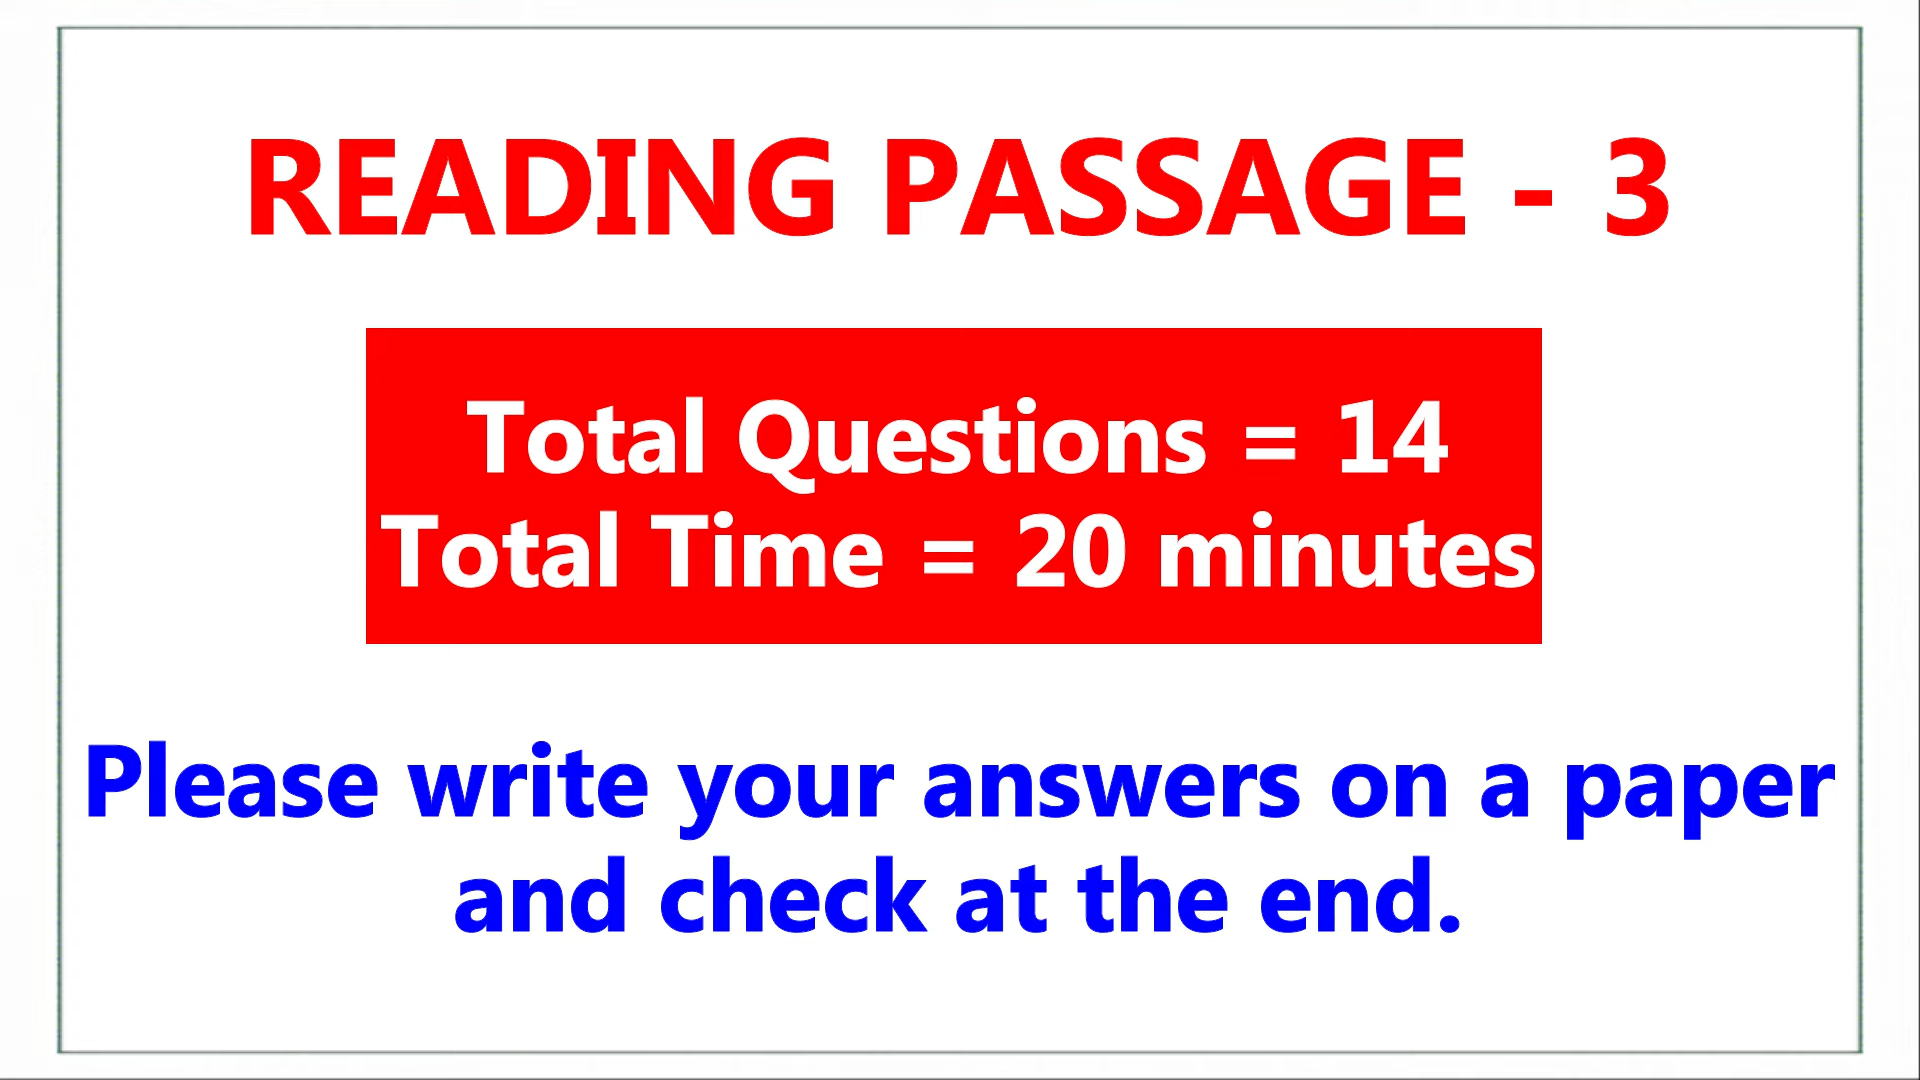 READING PASSAGE - 3
Total Questions = 14
Total Time = 20 minutes
Please write your answers on a paper
and check at the end.